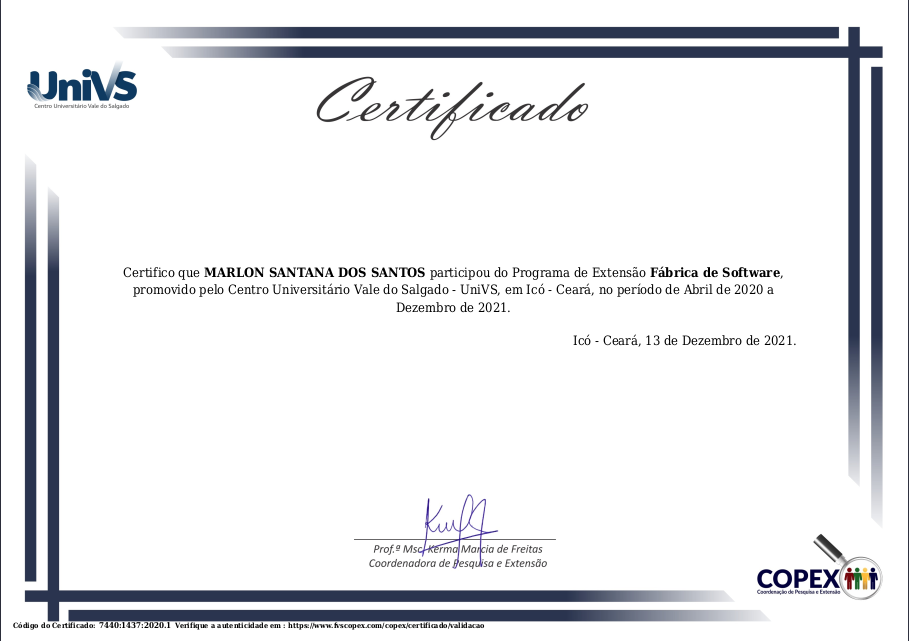 UniVS
Centro Universitário Vale do Salgado
Certificado
Certifico que MARLON SANTANA DOS SANTOS participou do Programa de Extensão Fábrica de Software,
promovido pelo Centro Universitário Vale do Salgado - UniVS, em Icó - Ceará, no período de Abril de 2020 a
Dezembro de 2021.
Icó - Ceará, 13 de Dezembro de 2021.
Prof.ª Msc. Kerma Marcia de Freitas
Coordenadora de Pesquisa e Extensão
COPEX
Coordenação de Pesquisa e Extensão
Código do Certificado: 7440:1437:2020.1 Verifique a autenticidade em : https://www.fvscopex.com/copex/certificado/validacao